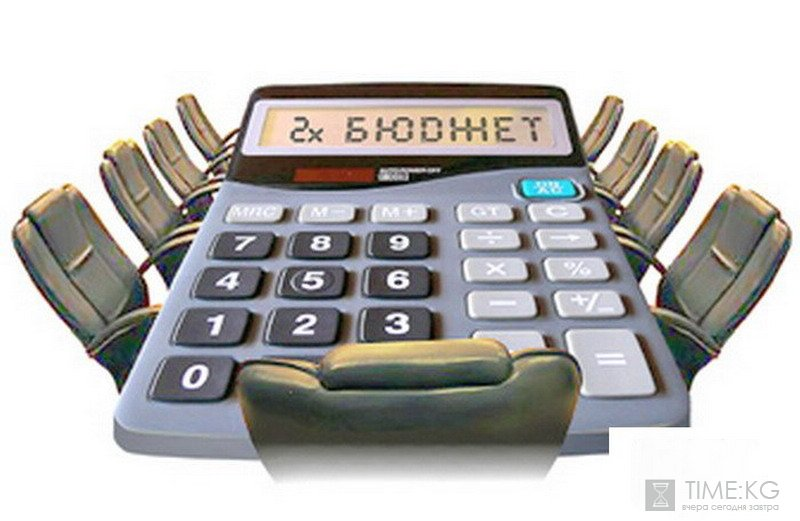 2x БЮДЖЕТ
ON AC
MRC M− M+ GT C
7 8 9 ÷ →
4 5 6 × %
1 2 3 − +/−
0 =
TIME:KG
вчера сегодня завтра